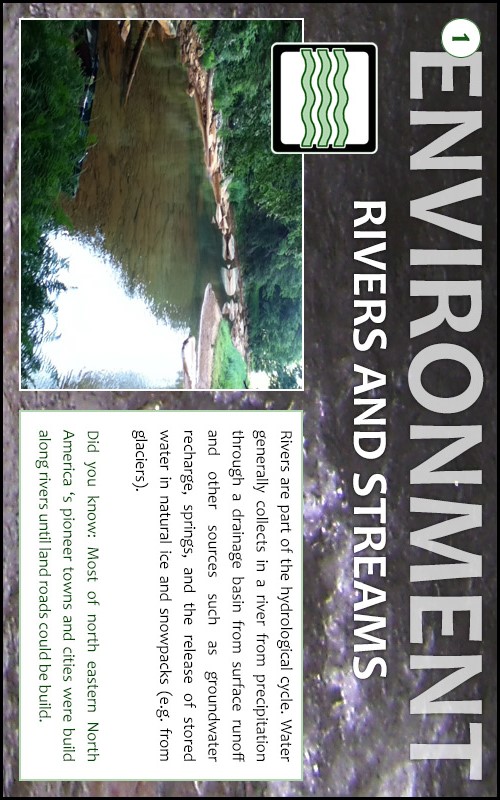 1
ENVIRONMENT
RIVERS AND STREAMS
Rivers are part of the hydrological cycle. Water
generally collects in a river from precipitation
through a drainage basin from surface runoff
and other sources such as groundwater
recharge, springs, and the release of stored
water in natural ice and snowpacks (e.g. from
glaciers).
Did you know: Most of north eastern North
America 's pioneer towns and cities were build
along rivers until land roads could be build.